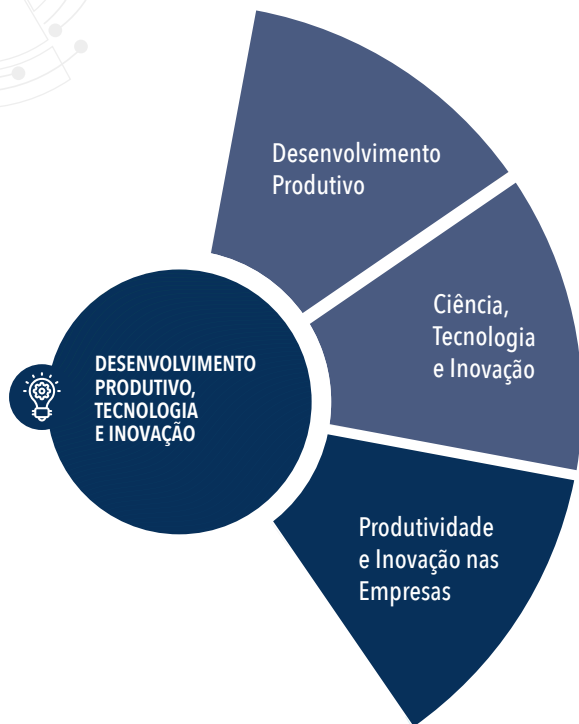 Desenvolvimento
Produtivo
Ciência,
Tecnologia
e Inovação
DESENVOLVIMENTO
PRODUTIVO,
TECNOLOGIA
E INOVAÇÃO
Produtividade
e Inovação nas
Empresas